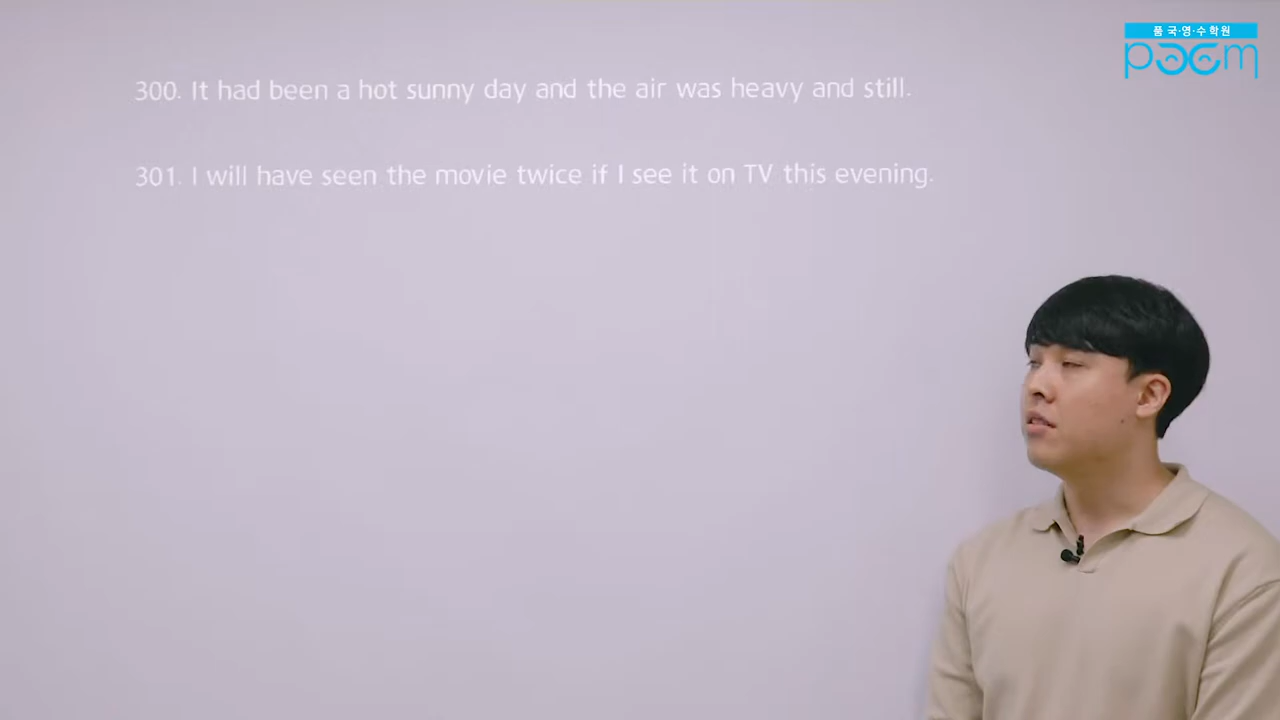 품 국·영·수 학원
poem
300. It had been a hot sunny day and the air was heavy and still.
301. I will have seen the movie twice if I see it on TV this evening.